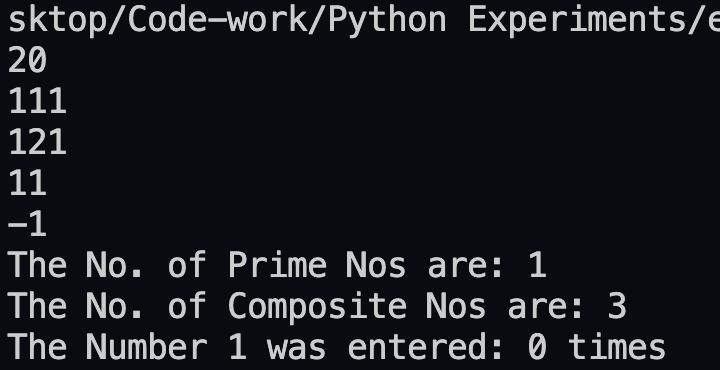 sktop/Code-work/Python Experiments/e
20
111
121
11
-1
The No. of Prime Nos are: 1
The No. of Composite Nos are: 3
The Number 1 was entered: 0 times